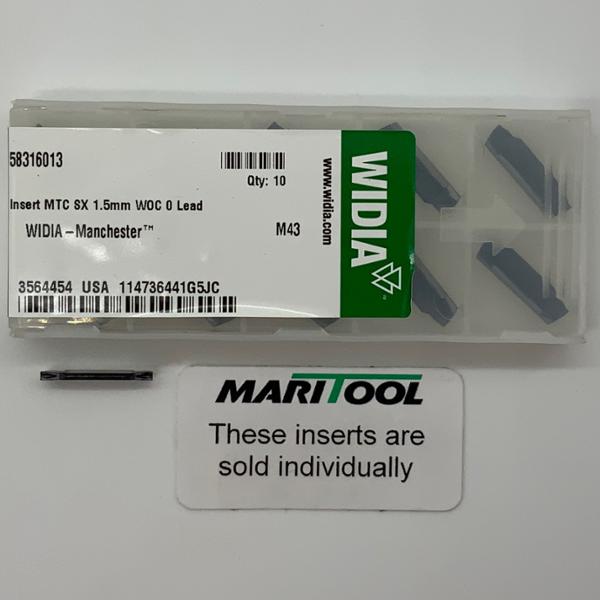 58316013
Qty: 10
Insert MTC SX 1.5mm WOC 0 Lead
WIDIA-Manchester™
M43
3564454 USA 114736441G5JC
www.widia.com
WIDIA™
MARITOOL
These inserts are
sold individually